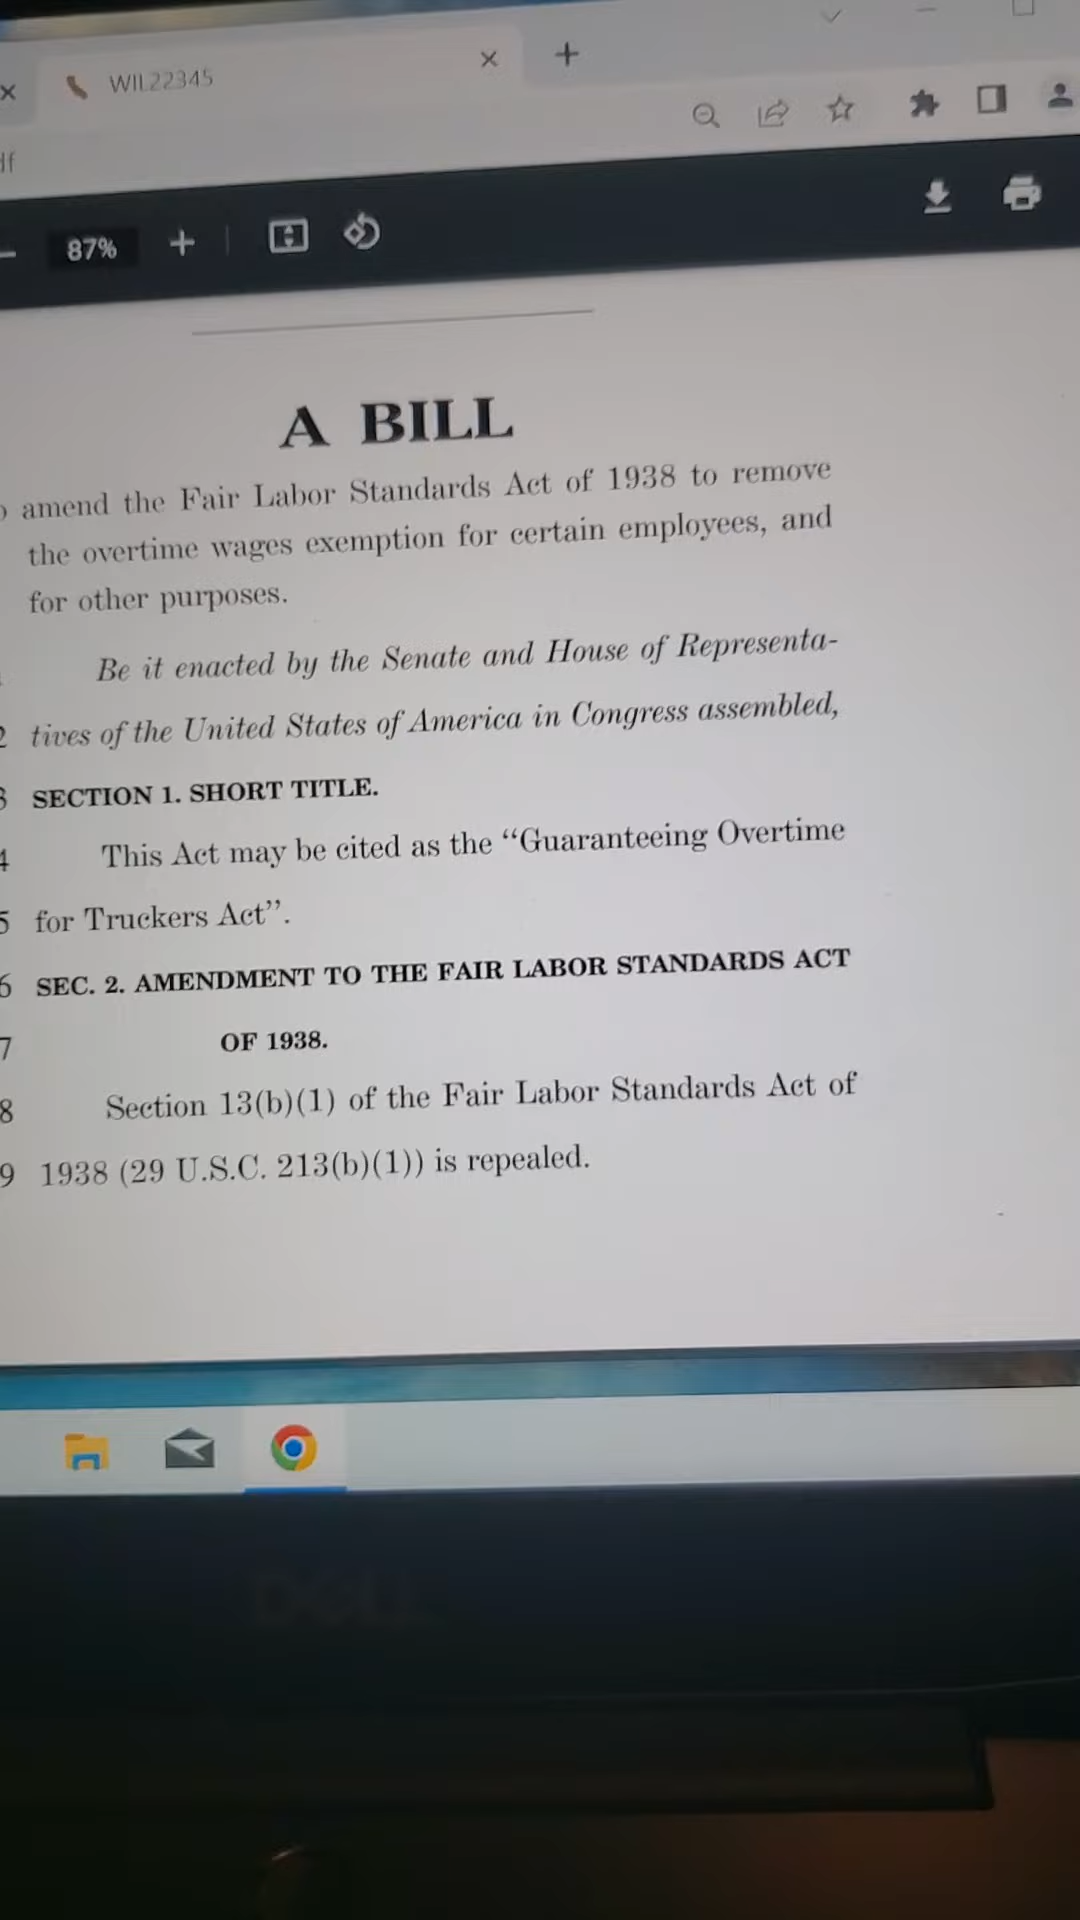 WIL22345
df
87%
A BILL
amend the Fair Labor Standards Act of 1938 to remove
the overtime wages exemption for certain employees, and
for other purposes.
Be it enacted by the Senate and House of Representa-
2 tives of the United States of America in Congress assembled,
3 SECTION 1. SHORT TITLE.
4 This Act may be cited as the “Guaranteeing Overtime
5 for Truckers Act”.
6 SEC. 2. AMENDMENT TO THE FAIR LABOR STANDARDS ACT
7 OF 1938.
8 Section 13(b)(1) of the Fair Labor Standards Act of
9 1938 (29 U.S.C. 213(b)(1)) is repealed.
DELL